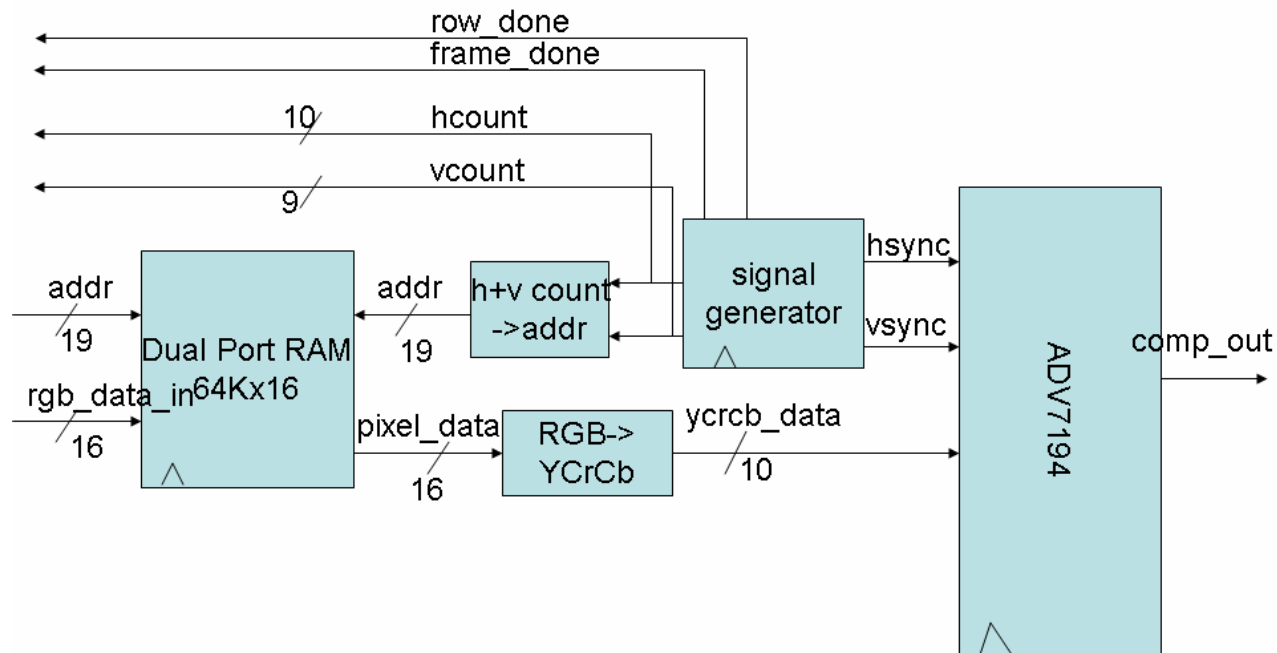 row_done
frame_done
10
hcount
vcount
9
addr
19
rgb_data_in
16
Dual Port RAM
64Kx16
addr
19
h+v count
->addr
signal
generator
hsync
vsync
pixel_data
16
RGB->
YCrCb
ycrcb_data
10
ADV7194
comp_out